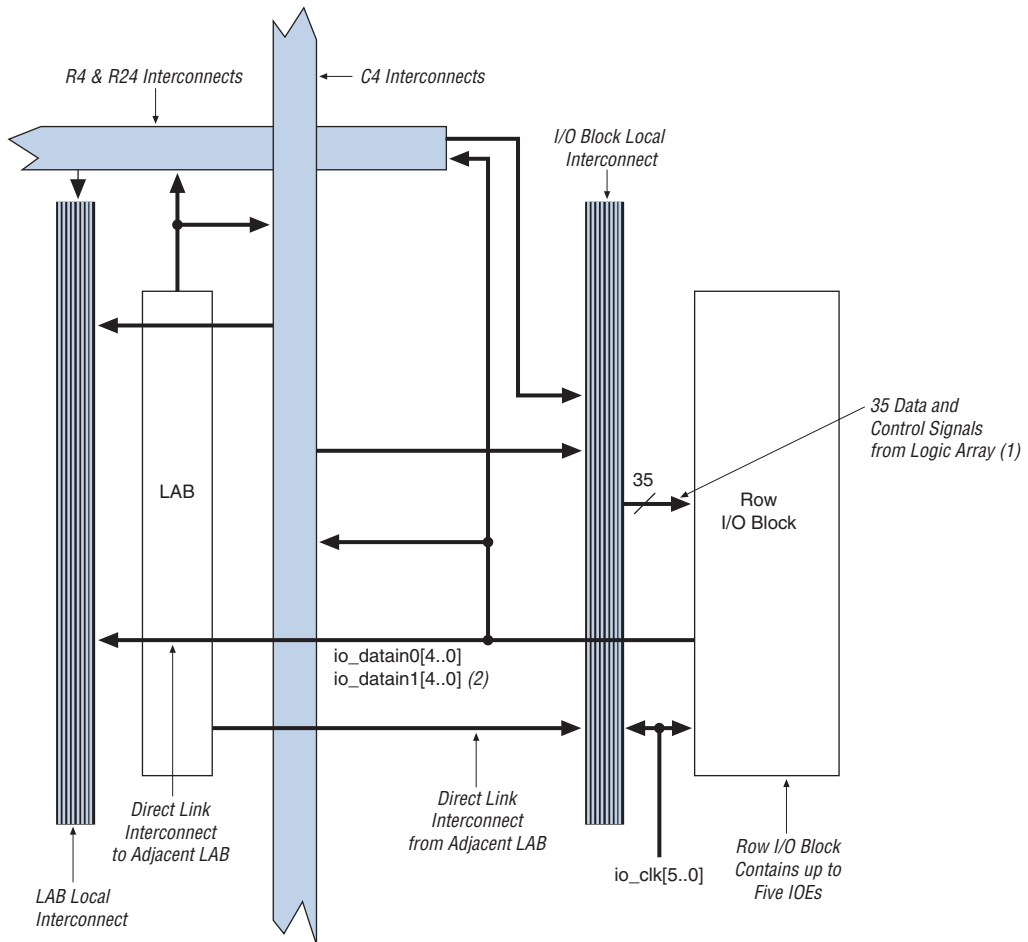 R4 & R24 Interconnects
C4 Interconnects
I/O Block Local
Interconnect
35 Data and
Control Signals
from Logic Array (1)
35
LAB
Row
I/O Block
io_datain0[4..0]
io_datain1[4..0] (2)
Direct Link
Interconnect
to Adjacent LAB
Direct Link
Interconnect
from Adjacent LAB
io_clk[5..0]
Row I/O Block
Contains up to
Five IOEs
LAB Local
Interconnect